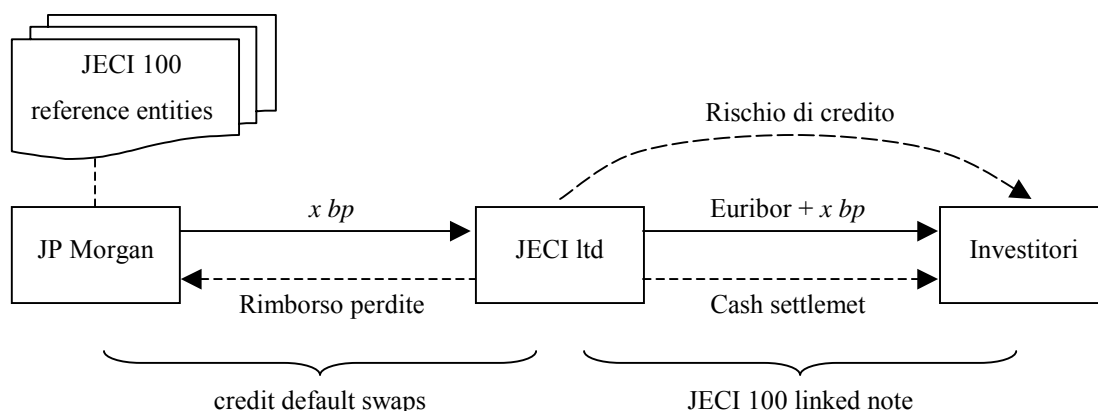 JECI 100
reference entities
Rischio di credito
x bp
Euribor + x bp
JP Morgan
JECI ltd
Investitori
Rimborso perdite
Cash settlemet
credit default swaps
JECI 100 linked note